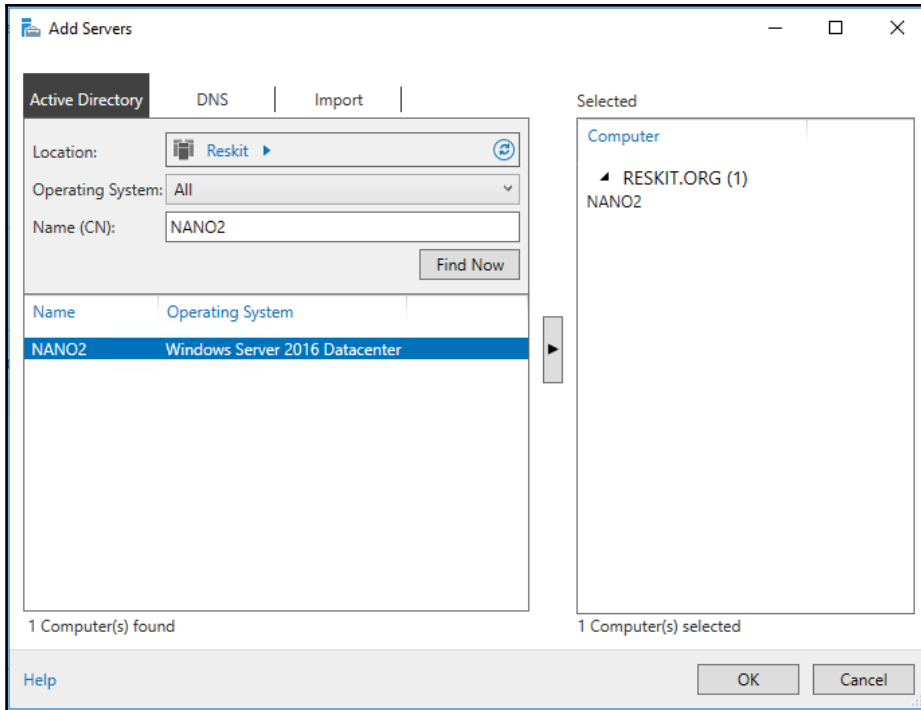 Add Servers
Active Directory DNS Import
Location: Reskit
Operating System: All
Name (CN): NANO2
Find Now
Name Operating System
NANO2 Windows Server 2016 Datacenter
1 Computer(s) found
Selected
Computer
RESKIT.ORG (1)
NANO2
1 Computer(s) selected
Help
OK Cancel